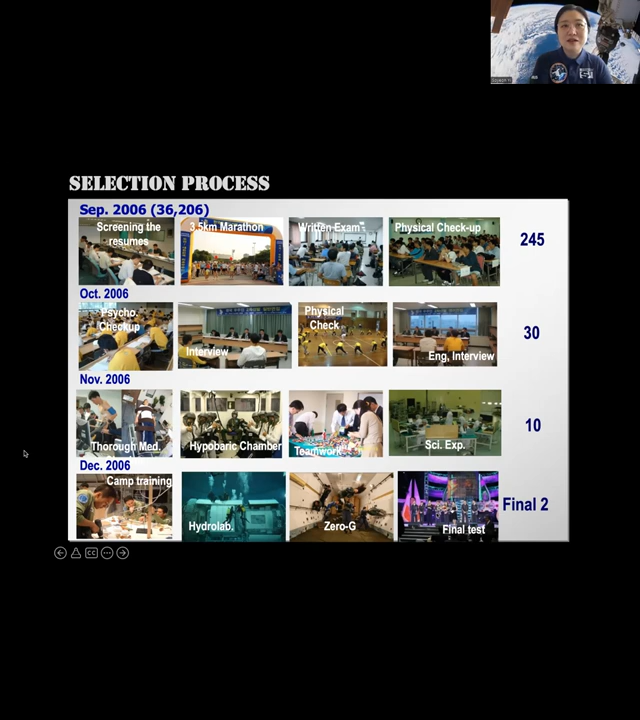 SELECTION PROCESS
Sep. 2006 (36,206)
Screening the
resumes
3.5km Marathon
Written Exam
Physical Check-up
245
Oct. 2006
Psycho.
Checkup
Interview
Physical
Check
Eng, Interview
30
Nov. 2006
Thorough Med.
Hypobaric Chamber
Teamwork
Sci. Exp.
10
Dec. 2006
Camp training
Hydrolab.
Zero-G
Final test
Final 2
CC